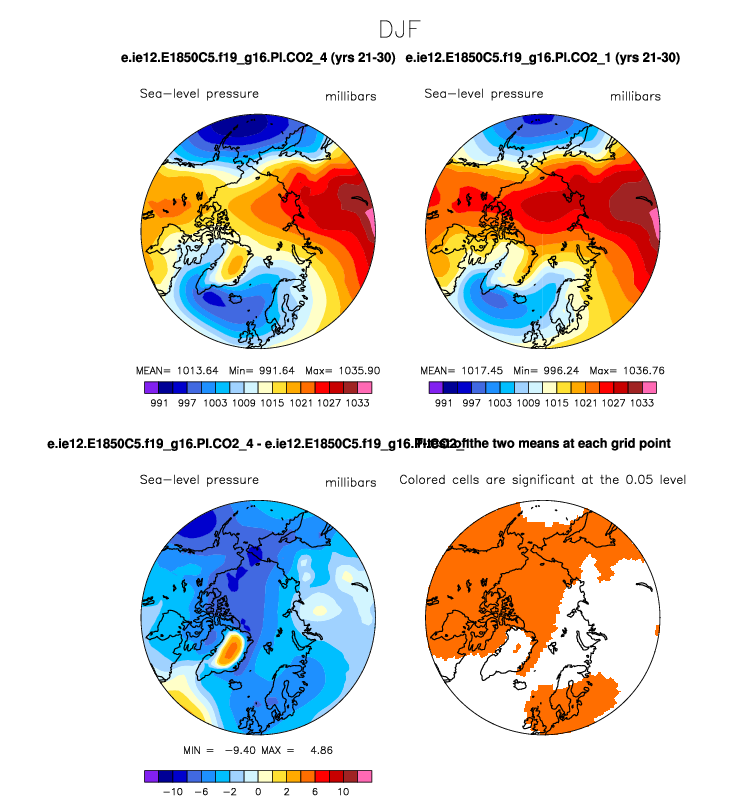 DJF
e.ie12.E1850C5.f19_g16.PI.CO2_4 (yrs 21-30) e.ie12.E1850C5.f19_g16.PI.CO2_1 (yrs 21-30)
Sea-level pressure millibars Sea-level pressure millibars
MEAN= 1013.64 Min= 991.64 Max= 1035.90 MEAN= 1017.45 Min= 996.24 Max= 1036.76
991 997 1003 1009 1015 1021 1027 1033 991 997 1003 1009 1015 1021 1027 1033
e.ie12.E1850C5.f19_g16.PI.CO2_4 - e.ie12.E1850C5.f19_g16.PI.CO2_1 T-test of the two means at each grid point
Sea-level pressure millibars Colored cells are significant at the 0.05 level
MIN = -9.40 MAX = 4.86
-10 -6 -2 0 2 6 10